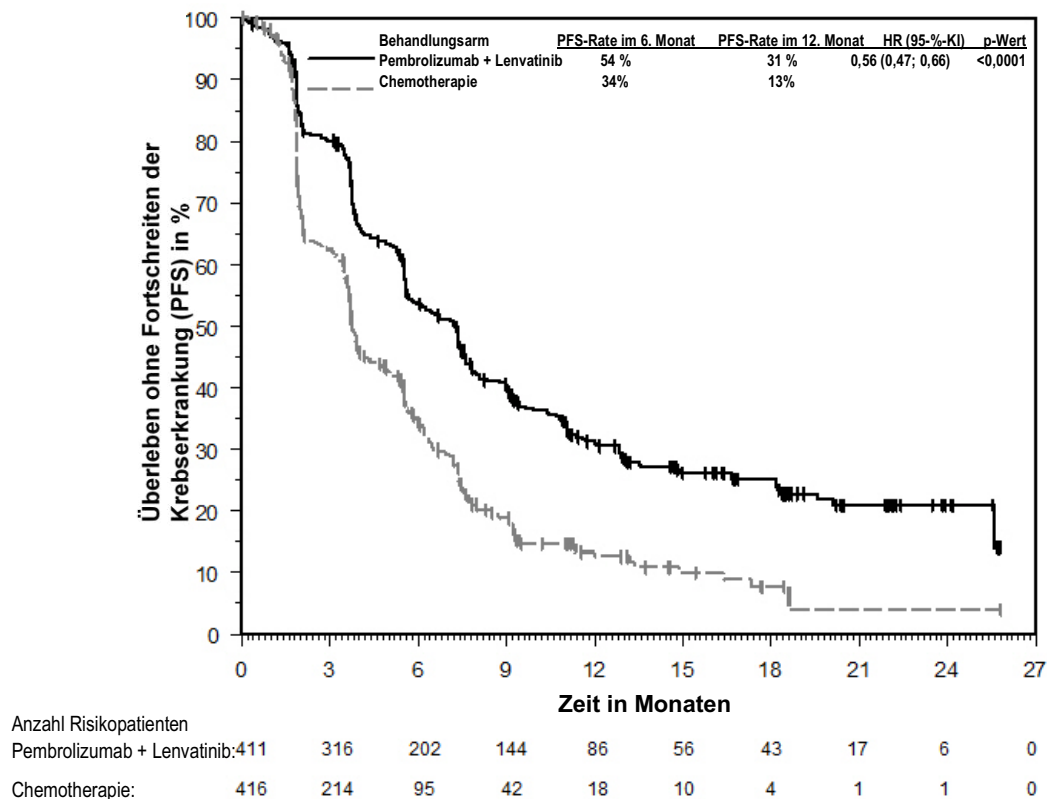 Behandlungsarm PFS-Rate im 6. Monat PFS-Rate im 12. Monat HR (95-%-KI) p-Wert
Pembrolizumab + Lenvatinib 54 % 31 % 0,56 (0,47; 0,66) <0,0001
Chemotherapie 34% 13%
Überleben ohne Fortschreiten der
Krebserkrankung (PFS) in %
100
90
80
70
60
50
40
30
20
10
0
0 3 6 9 12 15 18 21 24 27
Zeit in Monaten
Anzahl Risikopatienten
Pembrolizumab + Lenvatinib: 411 316 202 144 86 56 43 17 6 0
Chemotherapie: 416 214 95 42 18 10 4 1 1 0